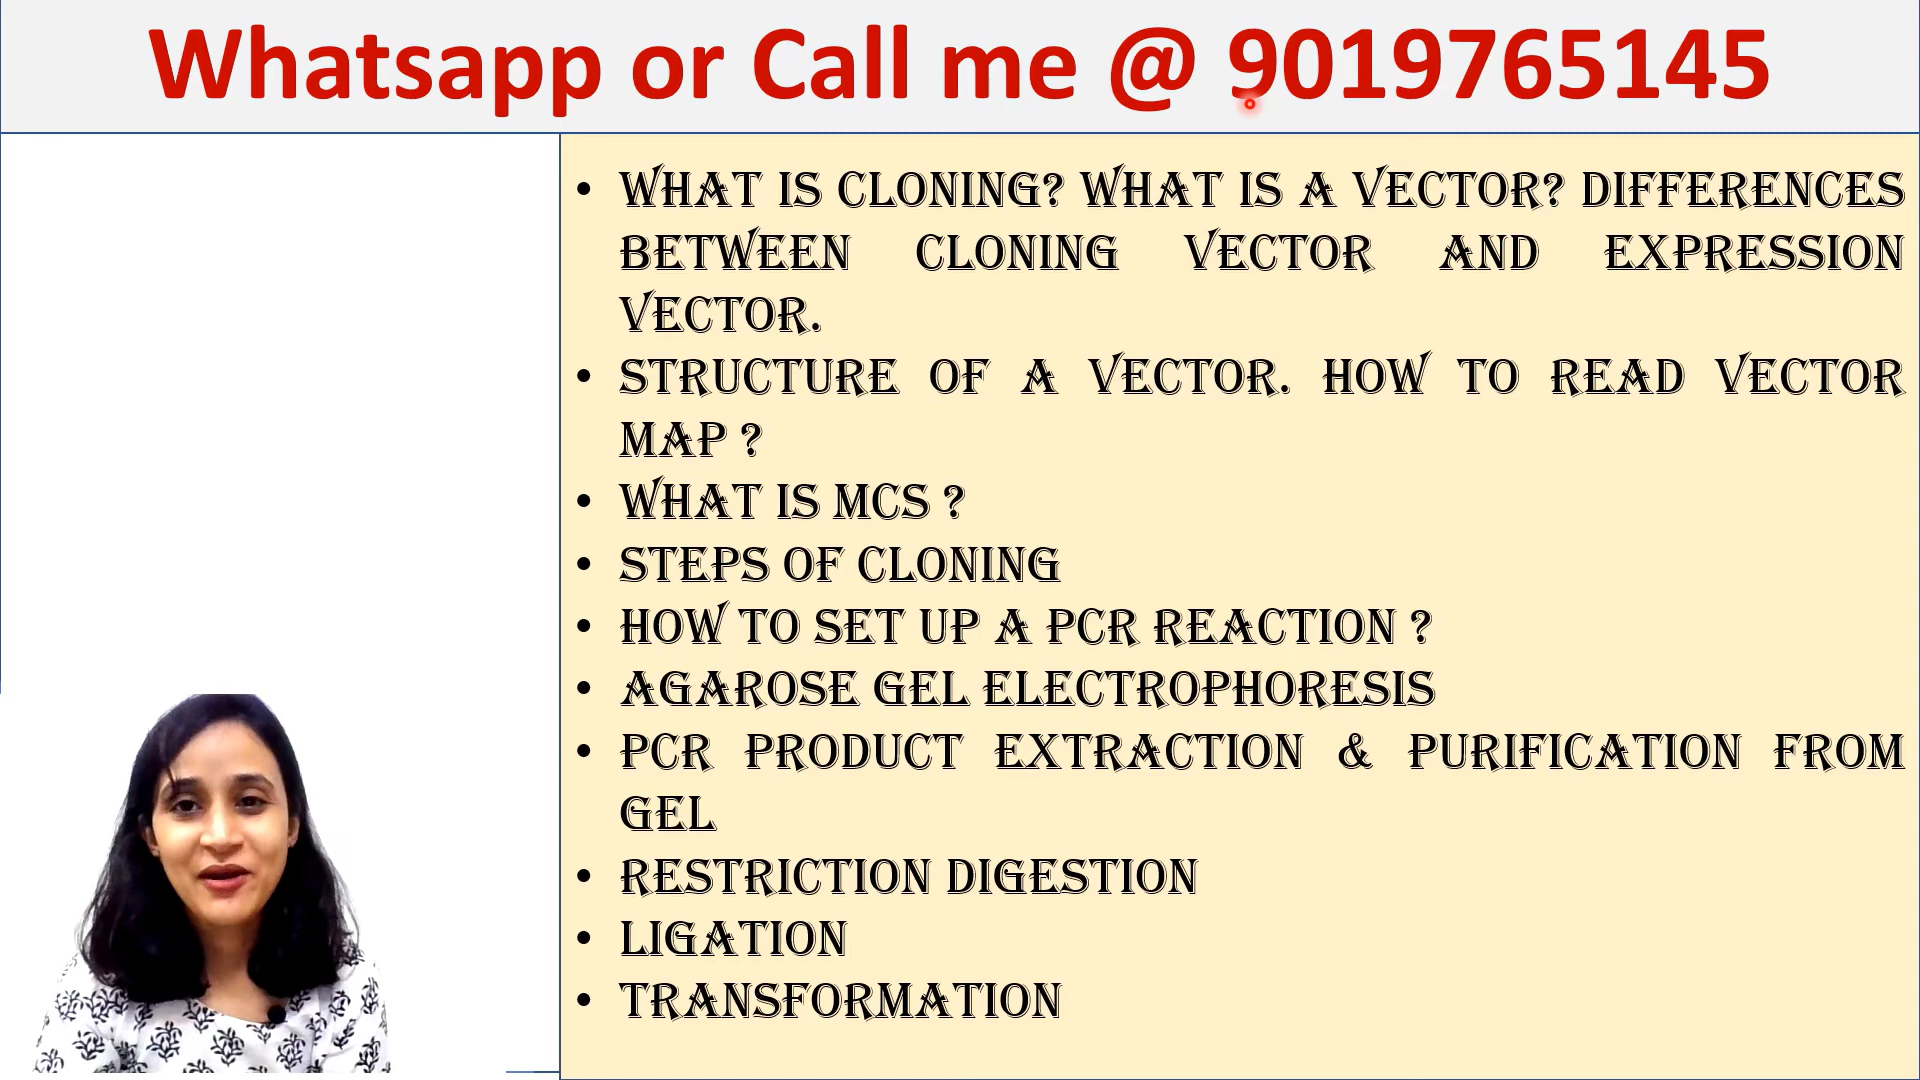 Whatsapp or Call me @ 9019765145
• WHAT IS CLONING? WHAT IS A VECTOR? DIFFERENCES
BETWEEN CLONING VECTOR AND EXPRESSION
VECTOR.
• STRUCTURE OF A VECTOR. HOW TO READ VECTOR
MAP ?
• WHAT IS MCS ?
• STEPS OF CLONING
• HOW TO SET UP A PCR REACTION ?
• AGAROSE GEL ELECTROPHORESIS
• PCR PRODUCT EXTRACTION & PURIFICATION FROM
GEL
• RESTRICTION DIGESTION
• LIGATION
• TRANSFORMATION